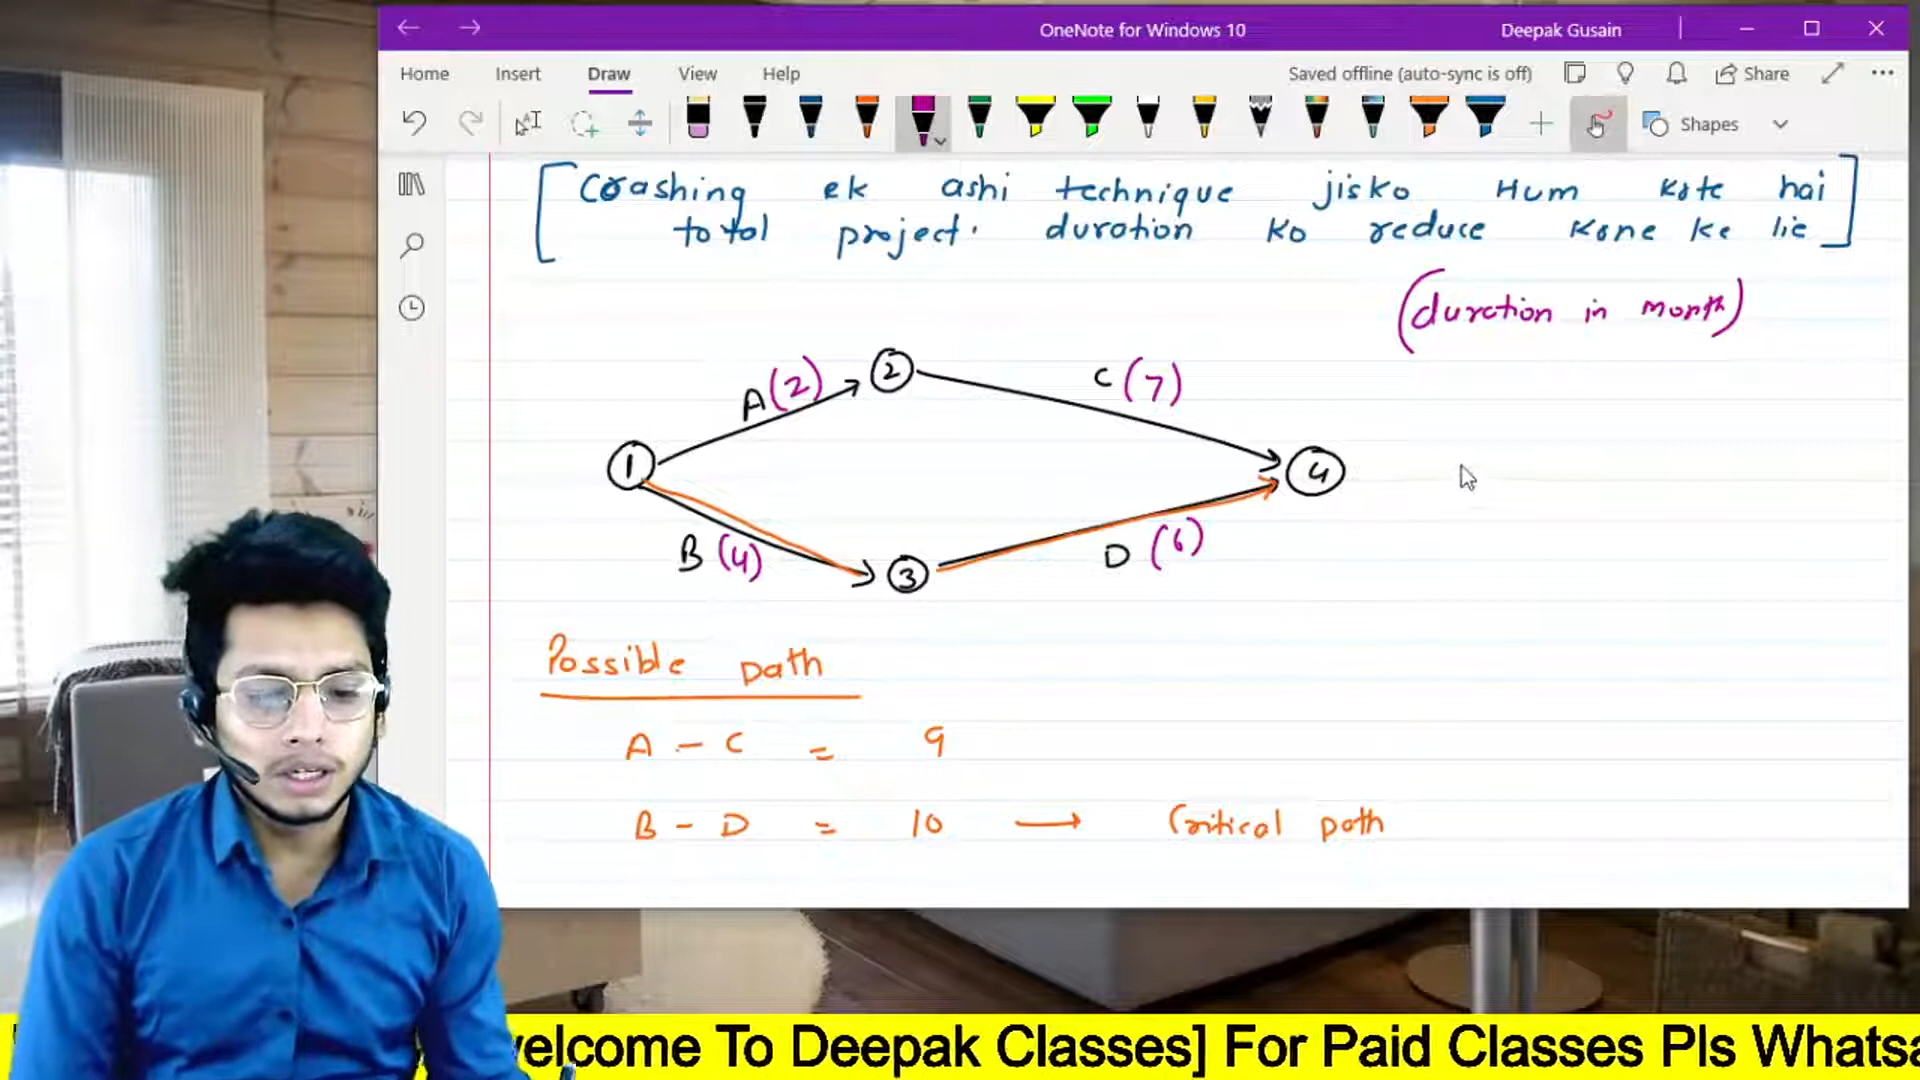 OneNote for Windows 10 Deepak Gusain
Home Insert Draw View Help Saved offline (auto-sync is off) Share
Shapes
[Crashing ek ashi technique jisko Hum krte hai
total project duration ko reduce krne ke lie]
(duration in month)
2
A (2) C (7)
1 4
B (4) 3 D (6)
Possible path
A - C = 9
B - D = 10 → Critical path
elcome To Deepak Classes] For Paid Classes Pls Whatsa